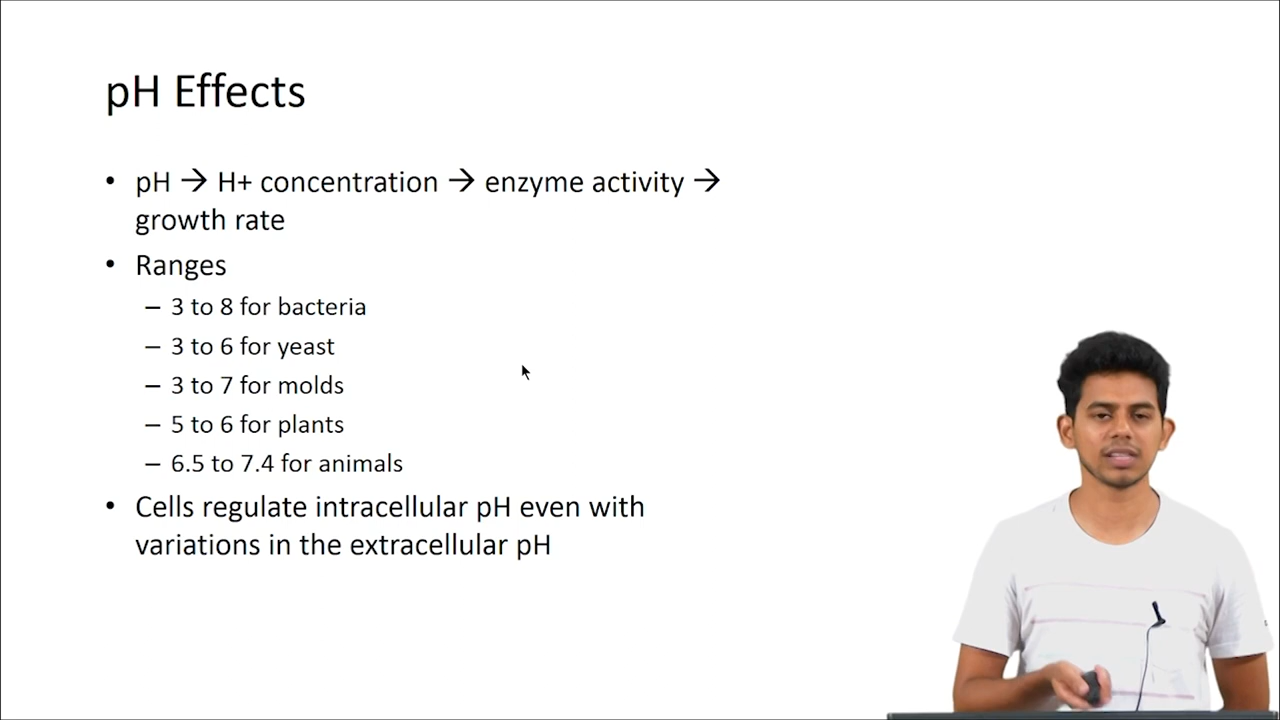 pH Effects
• pH → H+ concentration → enzyme activity →
growth rate
• Ranges
– 3 to 8 for bacteria
– 3 to 6 for yeast
– 3 to 7 for molds
– 5 to 6 for plants
– 6.5 to 7.4 for animals
• Cells regulate intracellular pH even with
variations in the extracellular pH